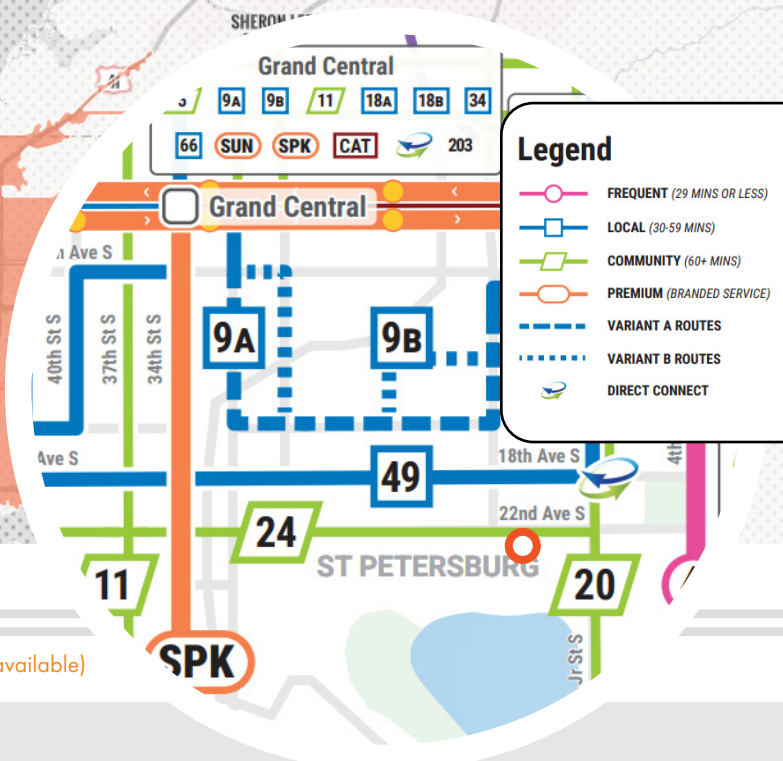 SHERON
41
Grand Central
9A 9B 11 18A 18B 34
66 SUN SPK CAT 203
Legend
FREQUENT (29 MINS OR LESS)
LOCAL (30-59 MINS)
COMMUNITY (60+ MINS)
PREMIUM (BRANDED SERVICE)
VARIANT A ROUTES
VARIANT B ROUTES
DIRECT CONNECT
Grand Central
Ave S
40th St S
37th St S
34th St S
9A
9B
Ave S
49
18th Ave S
4th
22nd Ave S
24
ST PETERSBURG
11
20
SPK
Jr St S
available)